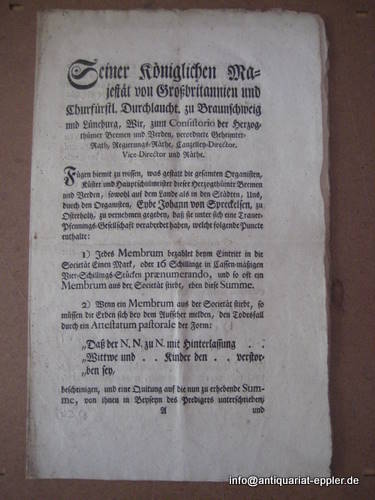 Seiner Königlichen Ma-
jestät von Großbritannien und
Churfürstl. Durchlaucht. zu Braunschweig
und Lüneburg, Wir, zum Consistorio der Herzog-
thümer Bremen und Verden, verordnete Geheimter-
Rath, Regierungs-Räthe, Canzelley-Director,
Vice-Director und Räthe.
Fügen hiemit zu wissen, was gestalt die gesamten Organisten,
Küster und Hauptschulmeister dieser Herzogthümer Bremen
und Verden, sowohl auf dem Lande als in den Städten, Uns,
durch den Organisten, Eybe Johann von Spreckelsen, zu
Osterholz, zu vernehmen gegeben, daß sie unter sich eine Trauer-
Pfennings-Gesellschaft verabredet haben, welche folgende Puncte
enthalte:
1) Jedes Membrum bezahlet beym Eintritt in die
Societät Einen Mark, oder 16 Schillinge in Cassen-mäßigen
Vier-Schillings-Stücken prænumerando, und so oft ein
Membrum aus der Societät stirbt, eben diese Summe.
2) Wenn ein Membrum aus der Societät stirbt, so
müssen die Erben sich bey dem Aufseher melden, den Todesfall
durch ein Attestatum pastorale der Form:
„Daß der N. N. zu N. mit Hinterlassung . .
„Wittwe und . . Kinder den . . verstor-
„ben sey,
bescheinigen, und eine Quitung auf die nun zu erhebende Sum-
me, von ihnen in Beyseyn des Predigers unterschrieben,
A und
info@antiquariat-eppler.de